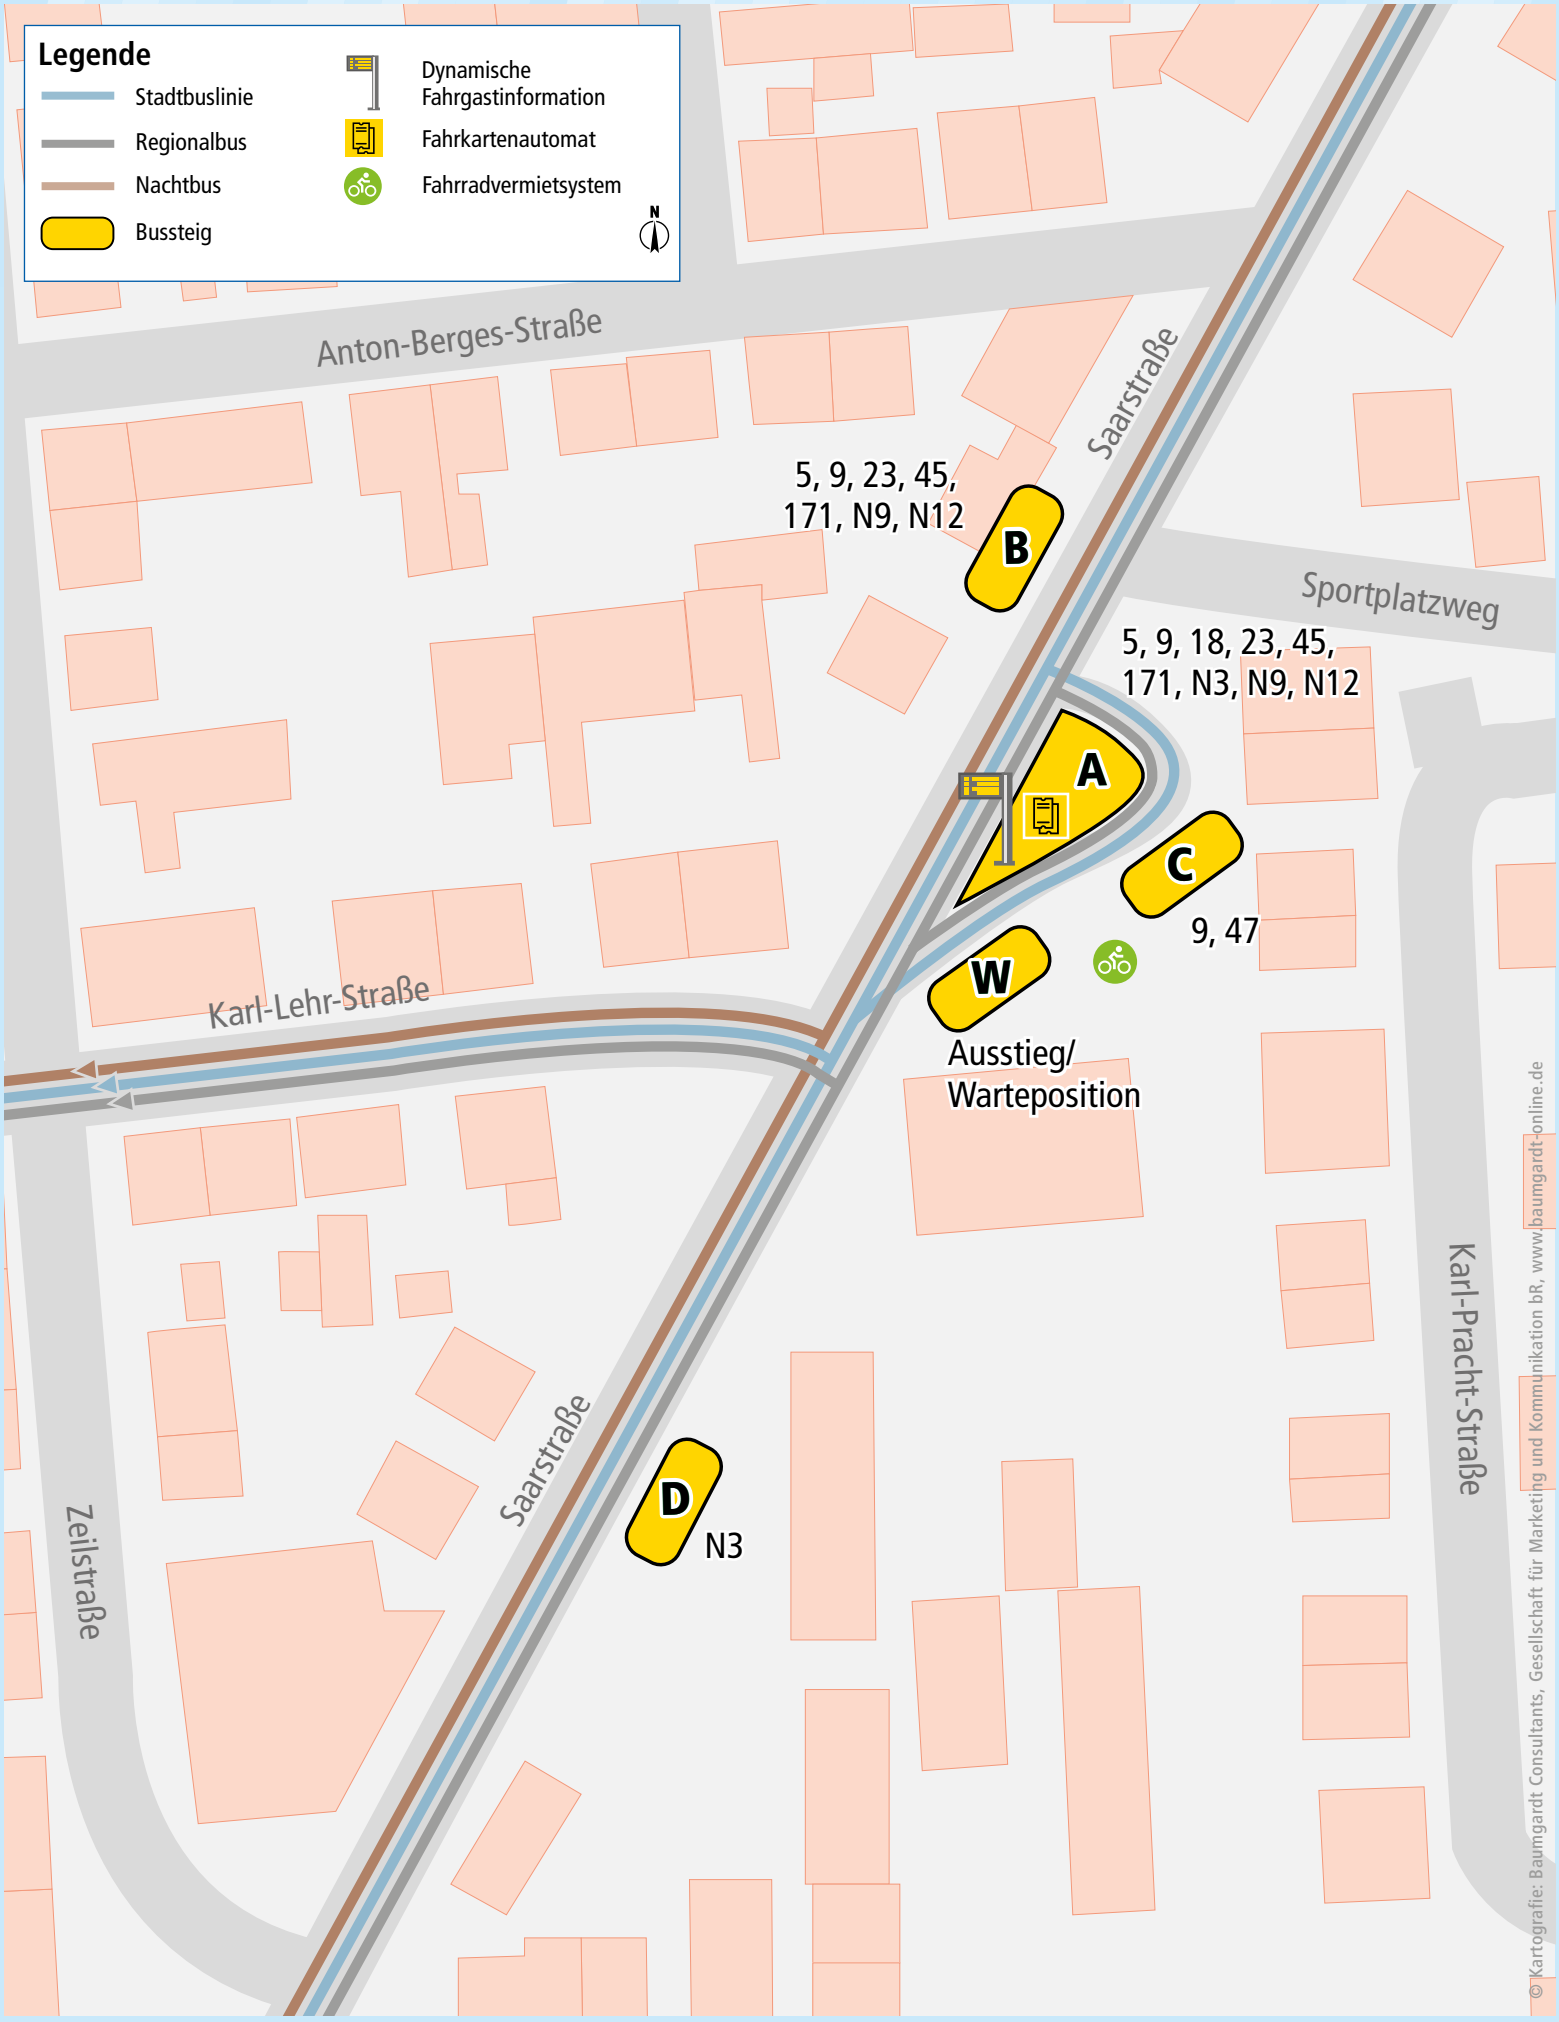 Legende
Stadtbuslinie
Regionalbus
Nachtbus
Bussteig
Dynamische
Fahrgastinformation
Fahrkartenautomat
Fahrradvermietsystem
N
Anton-Berges-Straße
Saarstraße
5, 9, 23, 45,
171, N9, N12
B
Sportplatzweg
5, 9, 18, 23, 45,
171, N3, N9, N12
A
C
9, 47
W
Ausstieg/
Warteposition
Karl-Lehr-Straße
Karl-Pracht-Straße
Saarstraße
D
N3
Zeilstraße
© Kartografie: Baumgardt Consultants, Gesellschaft für Marketing und Kommunikation bR, www.baumgardt-online.de